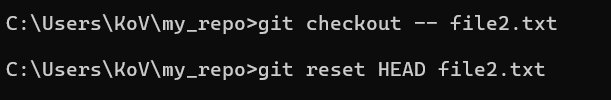 C:\Users\KoV\my_repo>git checkout -- file2.txt
C:\Users\KoV\my_repo>git reset HEAD file2.txt